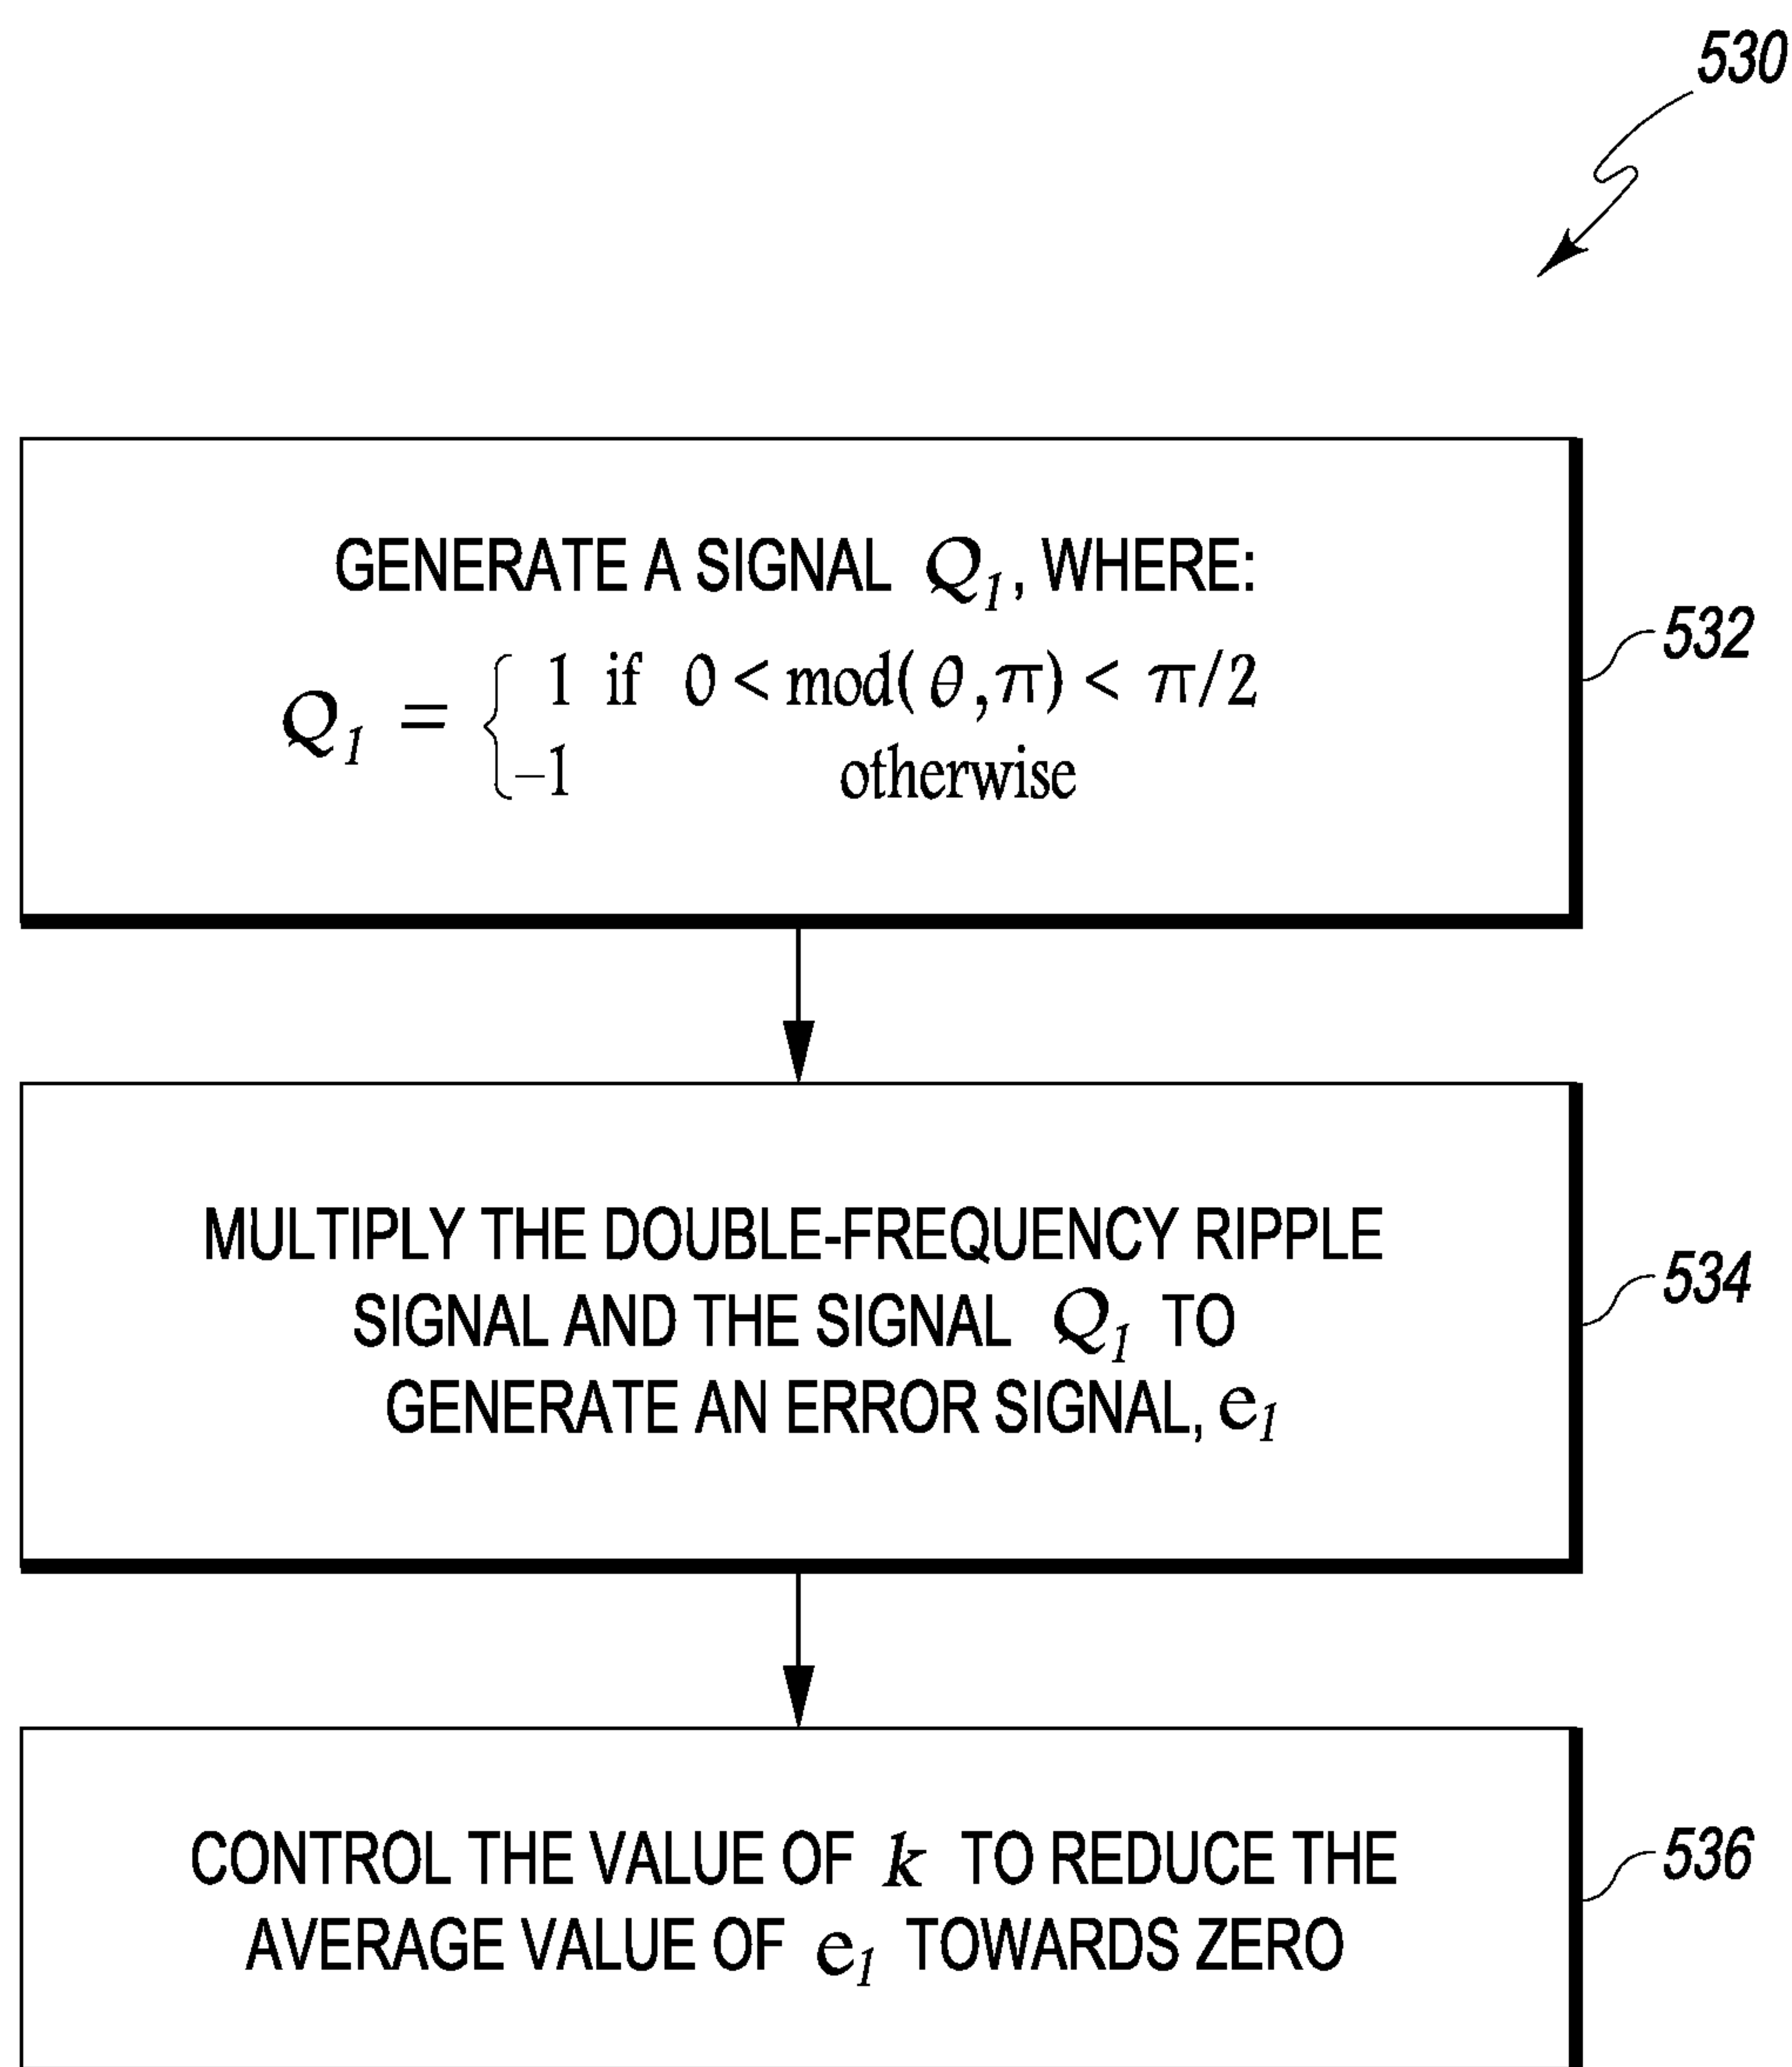 530
GENERATE A SIGNAL Q₁, WHERE:
Q₁ = { 1 if 0 < mod(θ,π) < π/2
–1 otherwise
532
MULTIPLY THE DOUBLE-FREQUENCY RIPPLE
SIGNAL AND THE SIGNAL Q₁ TO
GENERATE AN ERROR SIGNAL, e₁
534
CONTROL THE VALUE OF k TO REDUCE THE
AVERAGE VALUE OF e₁ TOWARDS ZERO
536